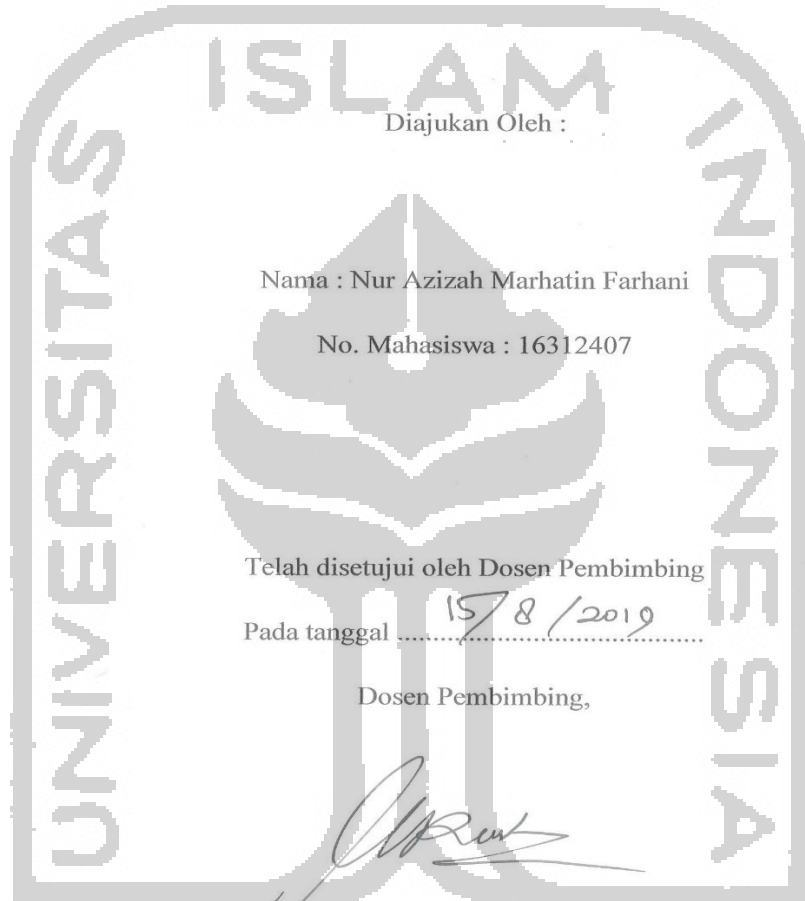 ISLAM
UNIVERSITAS
INDONESIA
Diajukan Oleh :
Nama : Nur Azizah Marhatin Farhani
No. Mahasiswa : 16312407
Telah disetujui oleh Dosen Pembimbing
Pada tanggal ..... 15/8/2019 .....
Dosen Pembimbing,